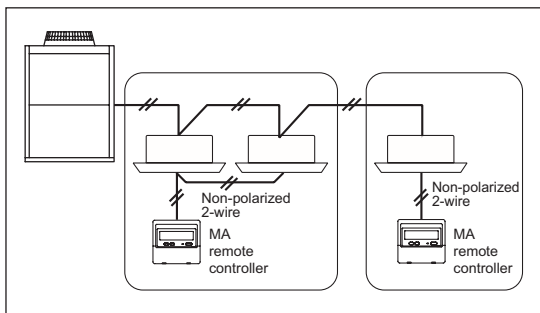 Non-polarized
2-wire
MA
remote
controller
Non-polarized
2-wire
MA
remote
controller